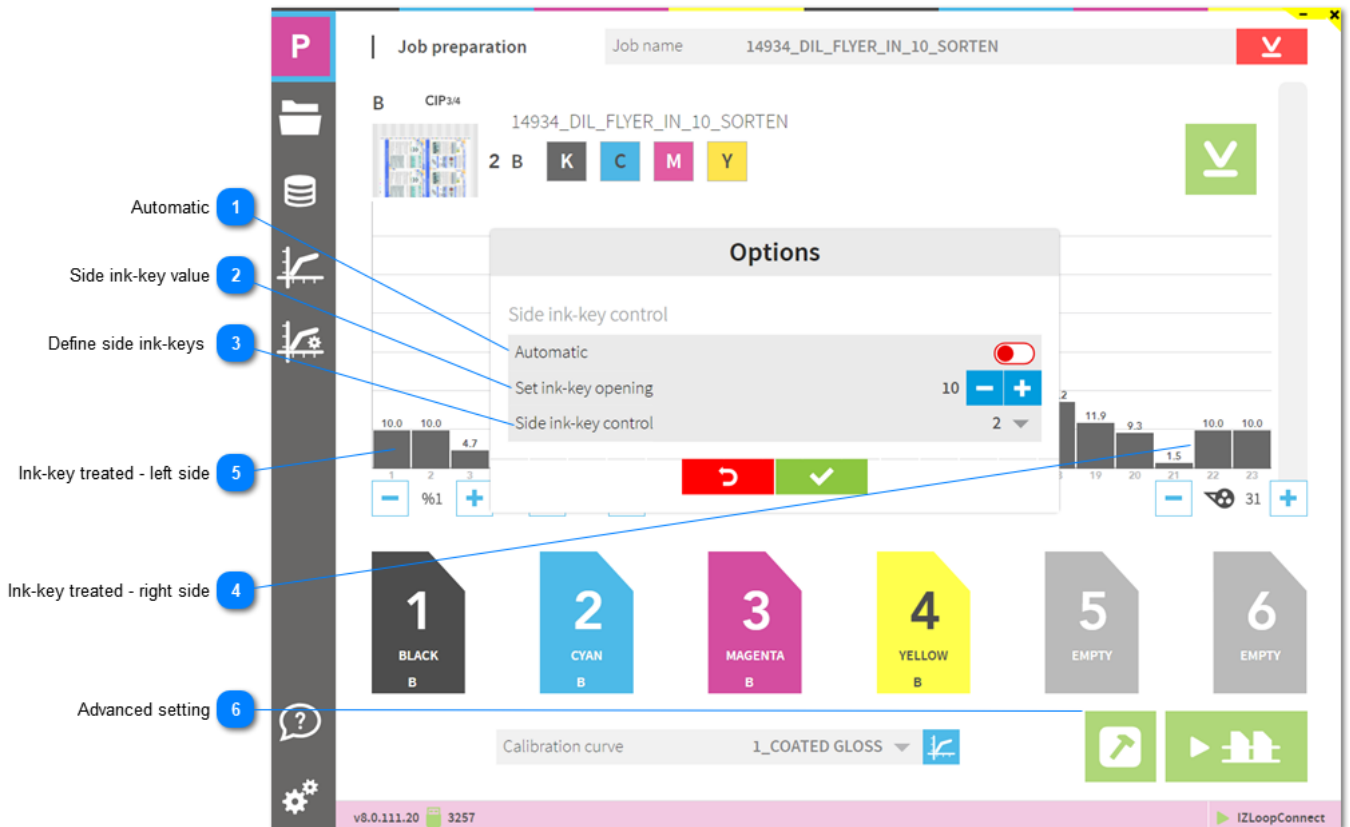 P
Job preparation
Job name
14934_DIL_FLYER_IN_10_SORTEN
B
CIP3/4
14934_DIL_FLYER_IN_10_SORTEN
2 B K C M Y
Automatic 1
Side ink-key value 2
Define side ink-keys 3
Options
Side ink-key control
Automatic
Set ink-key opening 10 − +
Side ink-key control 2
10.0 10.0 4.7
11.9 9.3 1.5 10.0 10.0
1 2 3
19 20 21 22 23
− %1 +
− 31 +
Ink-key treated - left side 5
Ink-key treated - right side 4
1 BLACK B
2 CYAN B
3 MAGENTA B
4 YELLOW B
5 EMPTY
6 EMPTY
Advanced setting 6
?
Calibration curve
1_COATED GLOSS
v8.0.111.20 3257
IZLoopConnect